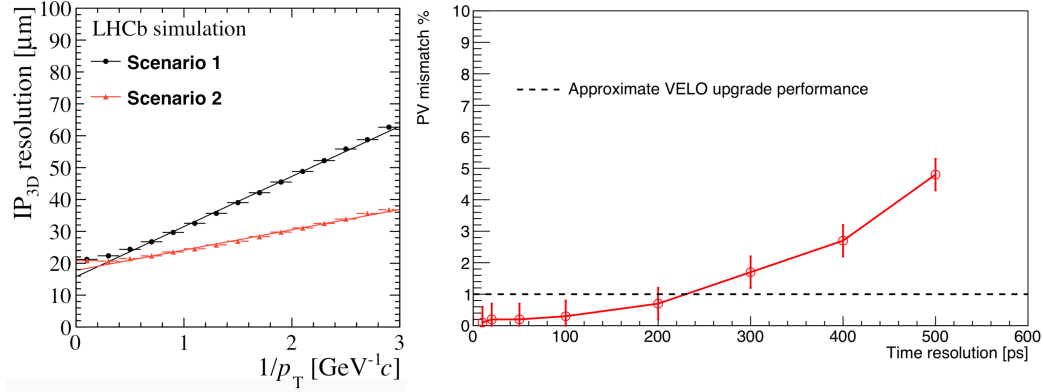 LHCb simulation
Scenario 1
Scenario 2
IP3D resolution [μm]
100
90
80
70
60
50
40
30
20
10
0
0 1 2 3
1/pT [GeV-1c]
PV mismatch %
10
9
8
7
6
5
4
3
2
1
0
Approximate VELO upgrade performance
0 100 200 300 400 500 600
Time resolution [ps]